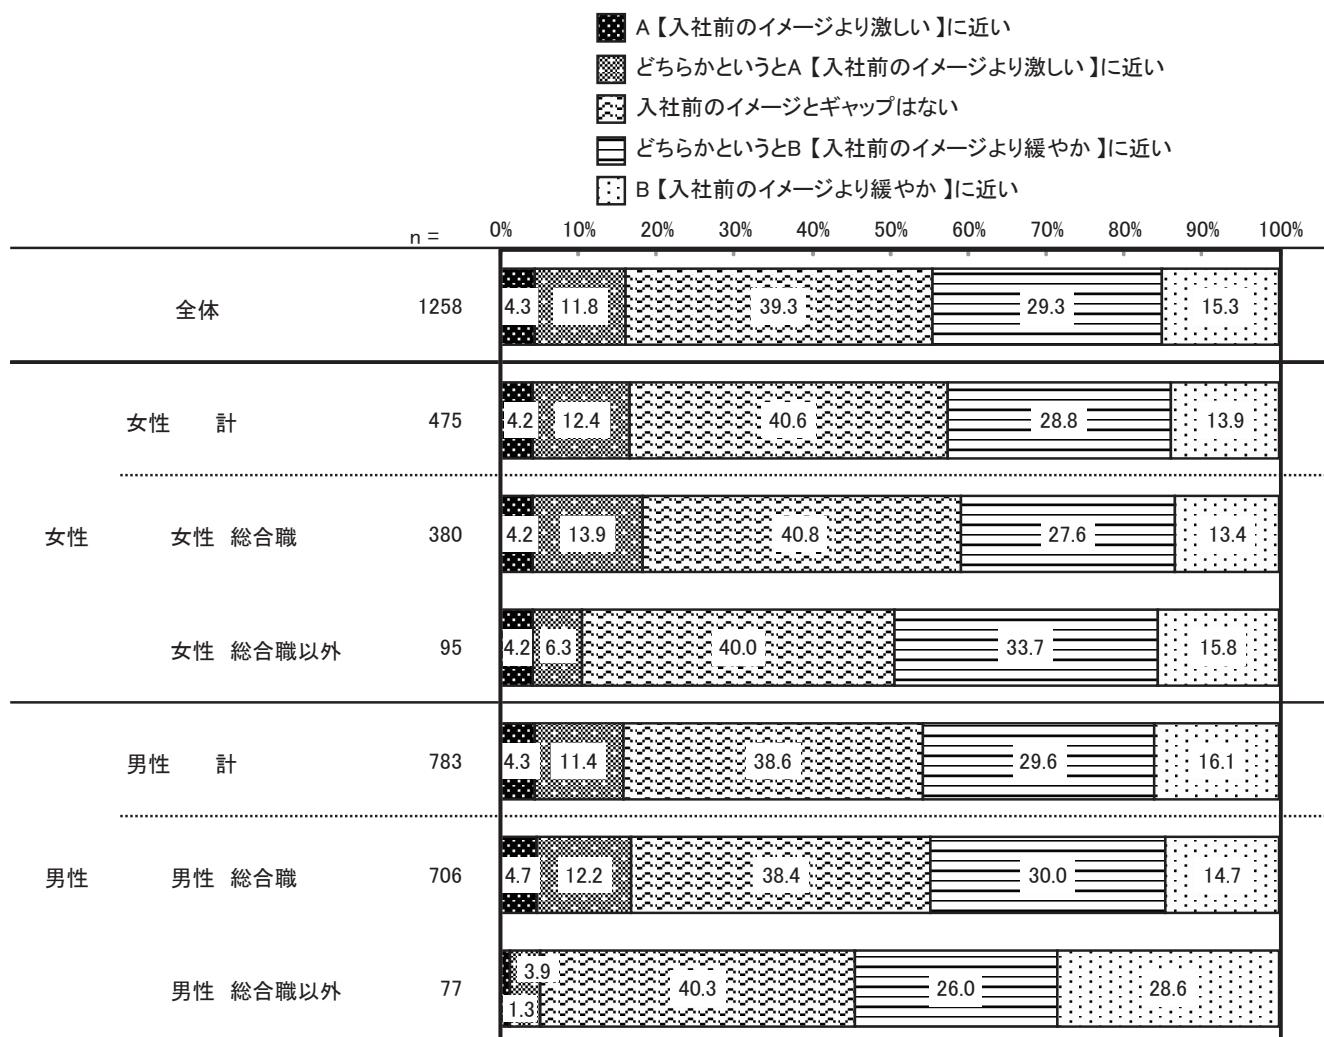 A 【入社前のイメージより激しい 】に近い
どちらかというとA 【入社前のイメージより激しい 】に近い
入社前のイメージとギャップはない
どちらかというとB 【入社前のイメージより緩やか 】に近い
B 【入社前のイメージより緩やか 】に近い
n = 0% 10% 20% 30% 40% 50% 60% 70% 80% 90% 100%
全体 1258 4.3 11.8 39.3 29.3 15.3
女性 計 475 4.2 12.4 40.6 28.8 13.9
女性 女性 総合職 380 4.2 13.9 40.8 27.6 13.4
女性 総合職以外 95 4.2 6.3 40.0 33.7 15.8
男性 計 783 4.3 11.4 38.6 29.6 16.1
男性 男性 総合職 706 4.7 12.2 38.4 30.0 14.7
男性 総合職以外 77 1.3 3.9 40.3 26.0 28.6